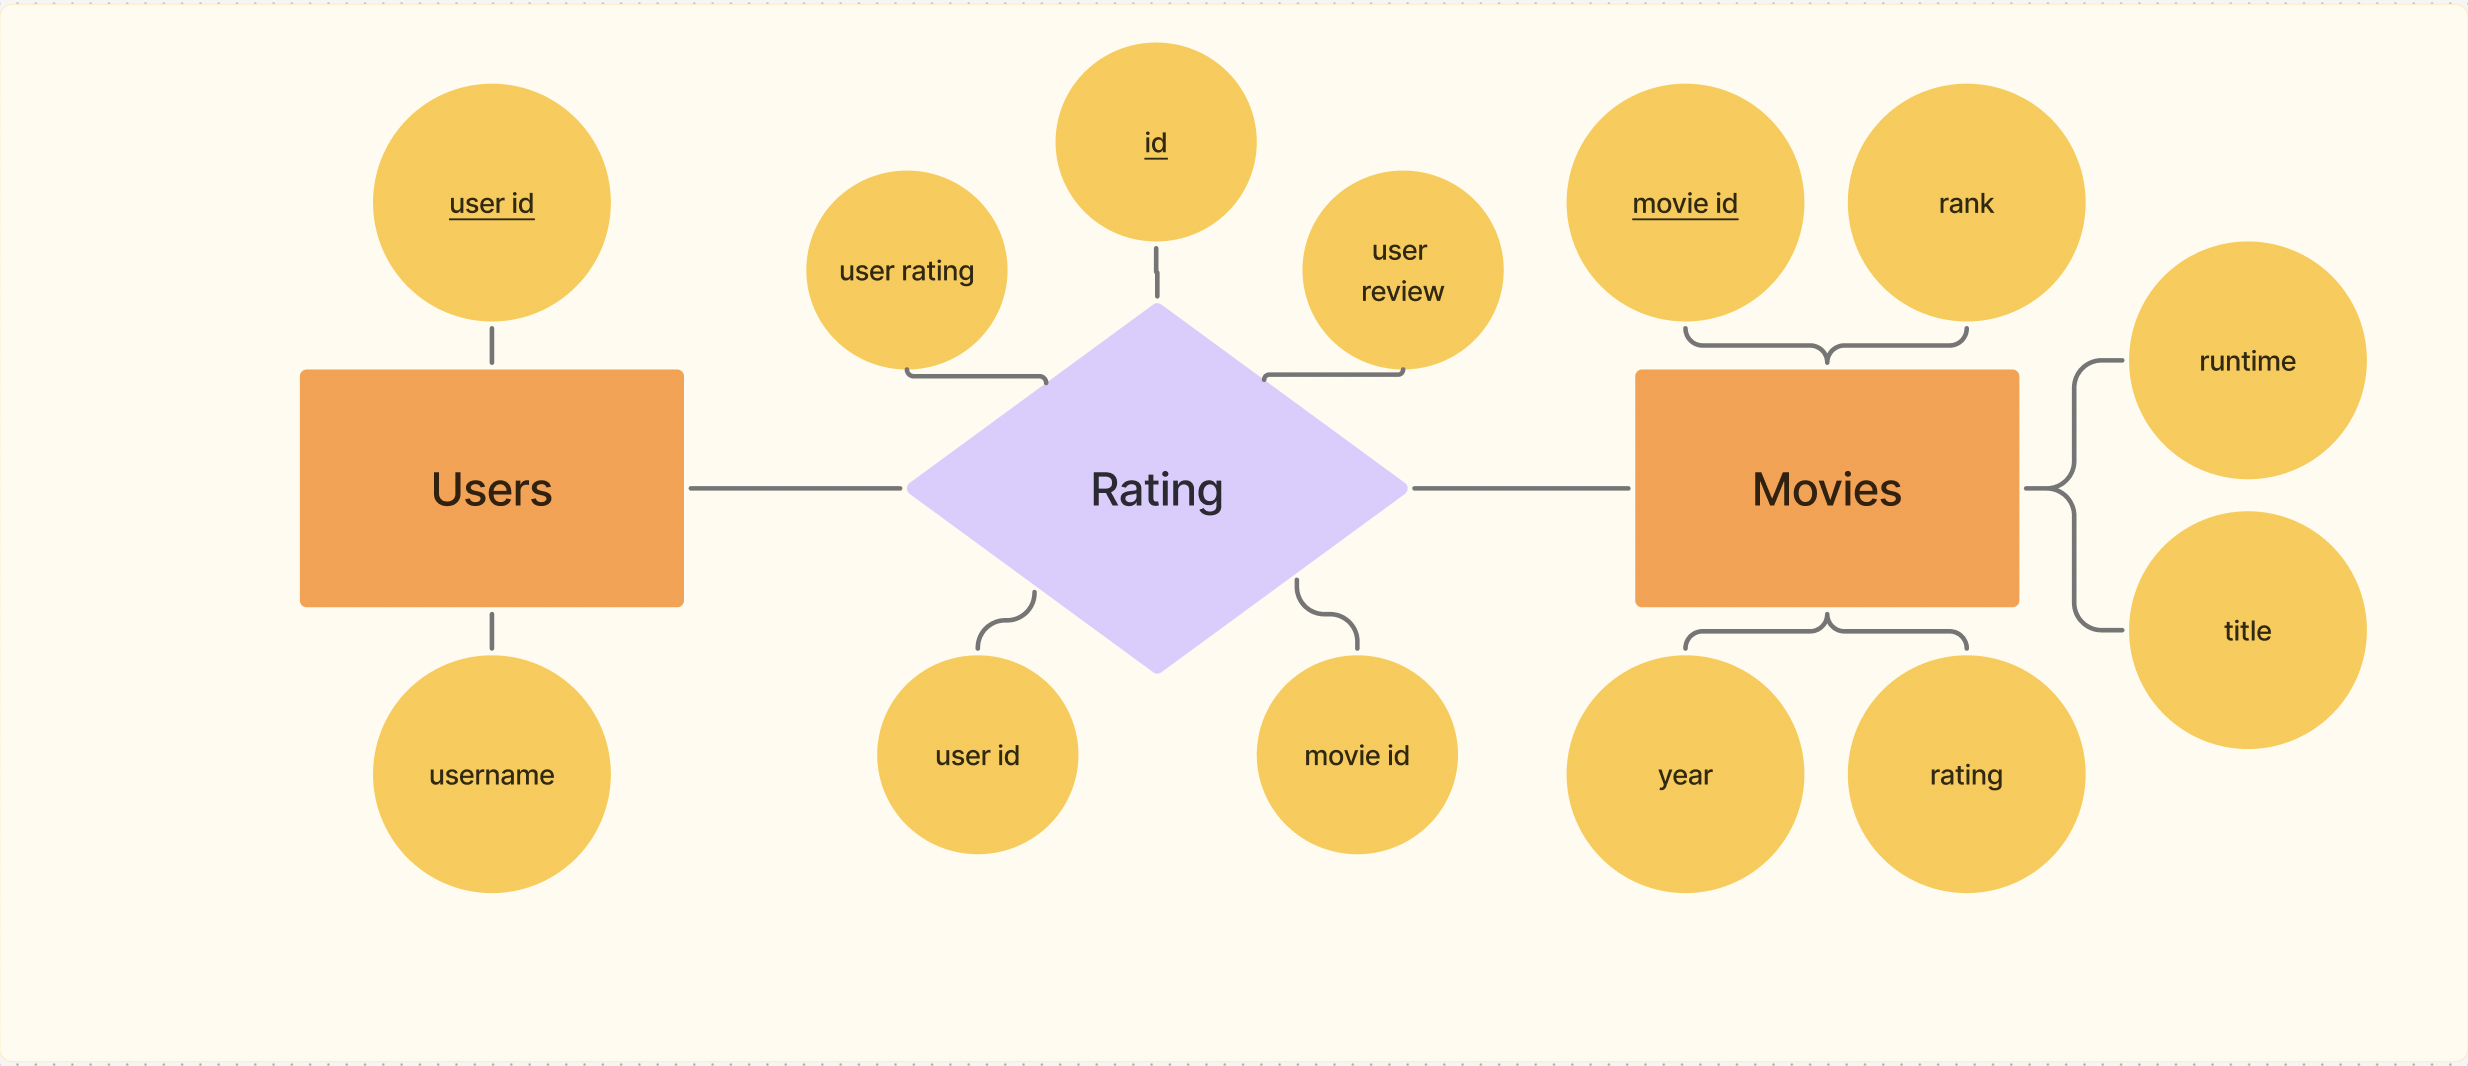 id
user id
movie id
rank
user rating
user
review
runtime
Users
Rating
Movies
title
user id
movie id
username
year
rating